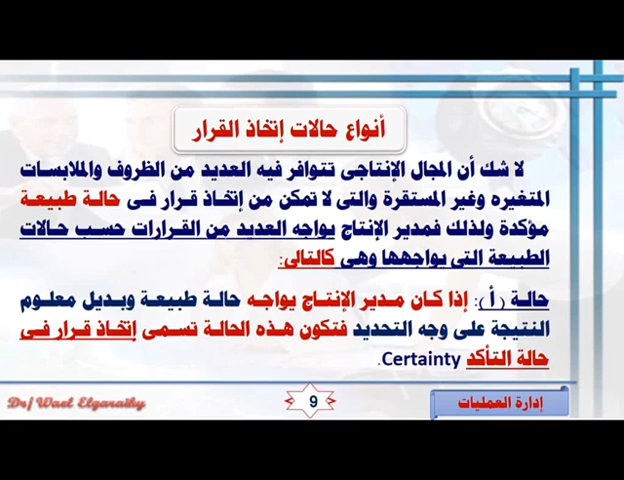 أنواع حالات إتخاذ القرار
لا شك أن المجال الإنتاجى تتوافر فيه العديد من الظروف والملابسات
المتغيره وغير المستقرة والتى لا تمكن من إتخاذ قرار فى حالة طبيعة
مؤكدة ولذلك فمدير الإنتاج يواجه العديد من القرارات حسب حالات
الطبيعة التى يواجهها وهى كالتالى:
حالة (أ): إذا كان مدير الإنتاج يواجه حالة طبيعة وبديل معلوم
النتيجة على وجه التحديد فتكون هذه الحالة تسمى إتخاذ قرار فى
حالة التأكد Certainty.
إدارة العمليات
9
Dr/ Wael Elgaraihy